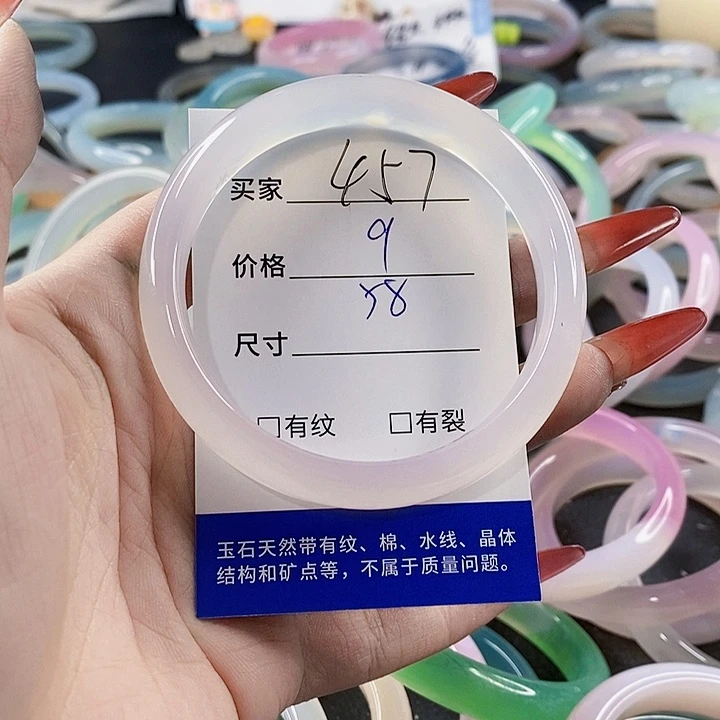 买家 457
价格 9
尺寸 58
□有纹 □有裂
玉石天然带有纹、棉、水线、晶体
结构和矿点等，不属于质量问题。